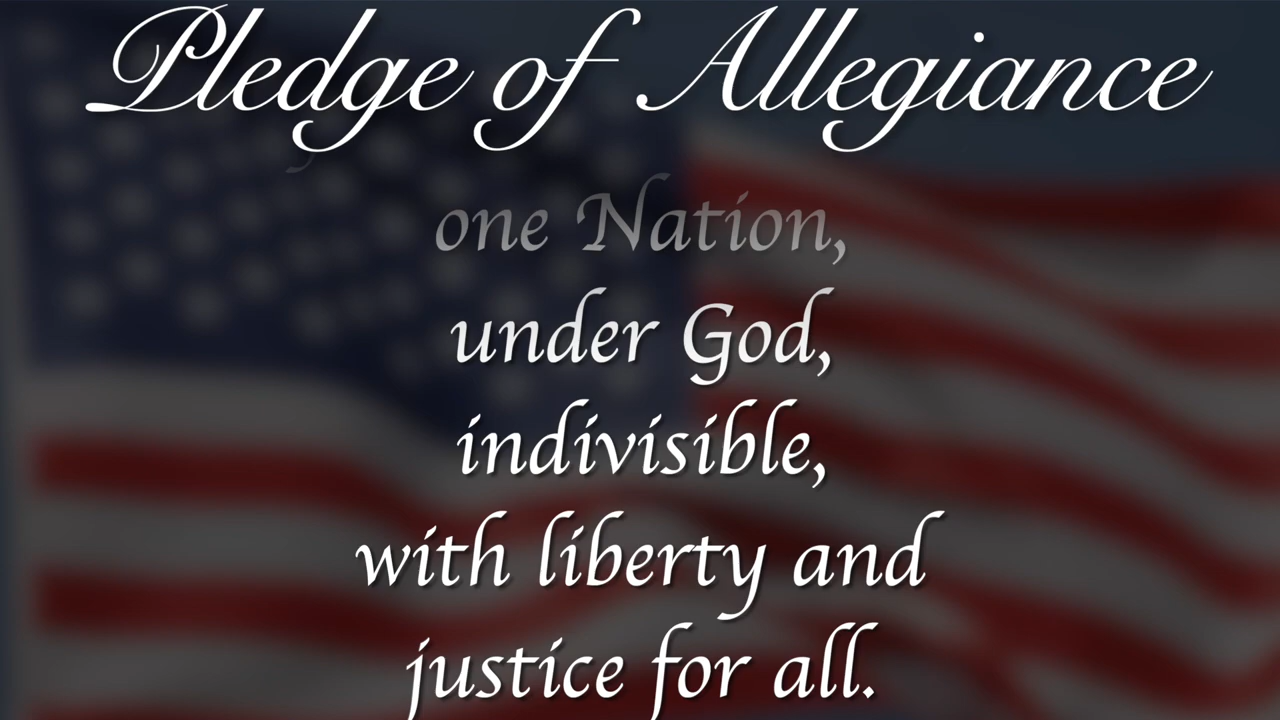 Pledge of Allegiance
one Nation,
under God,
indivisible,
with liberty and
justice for all.